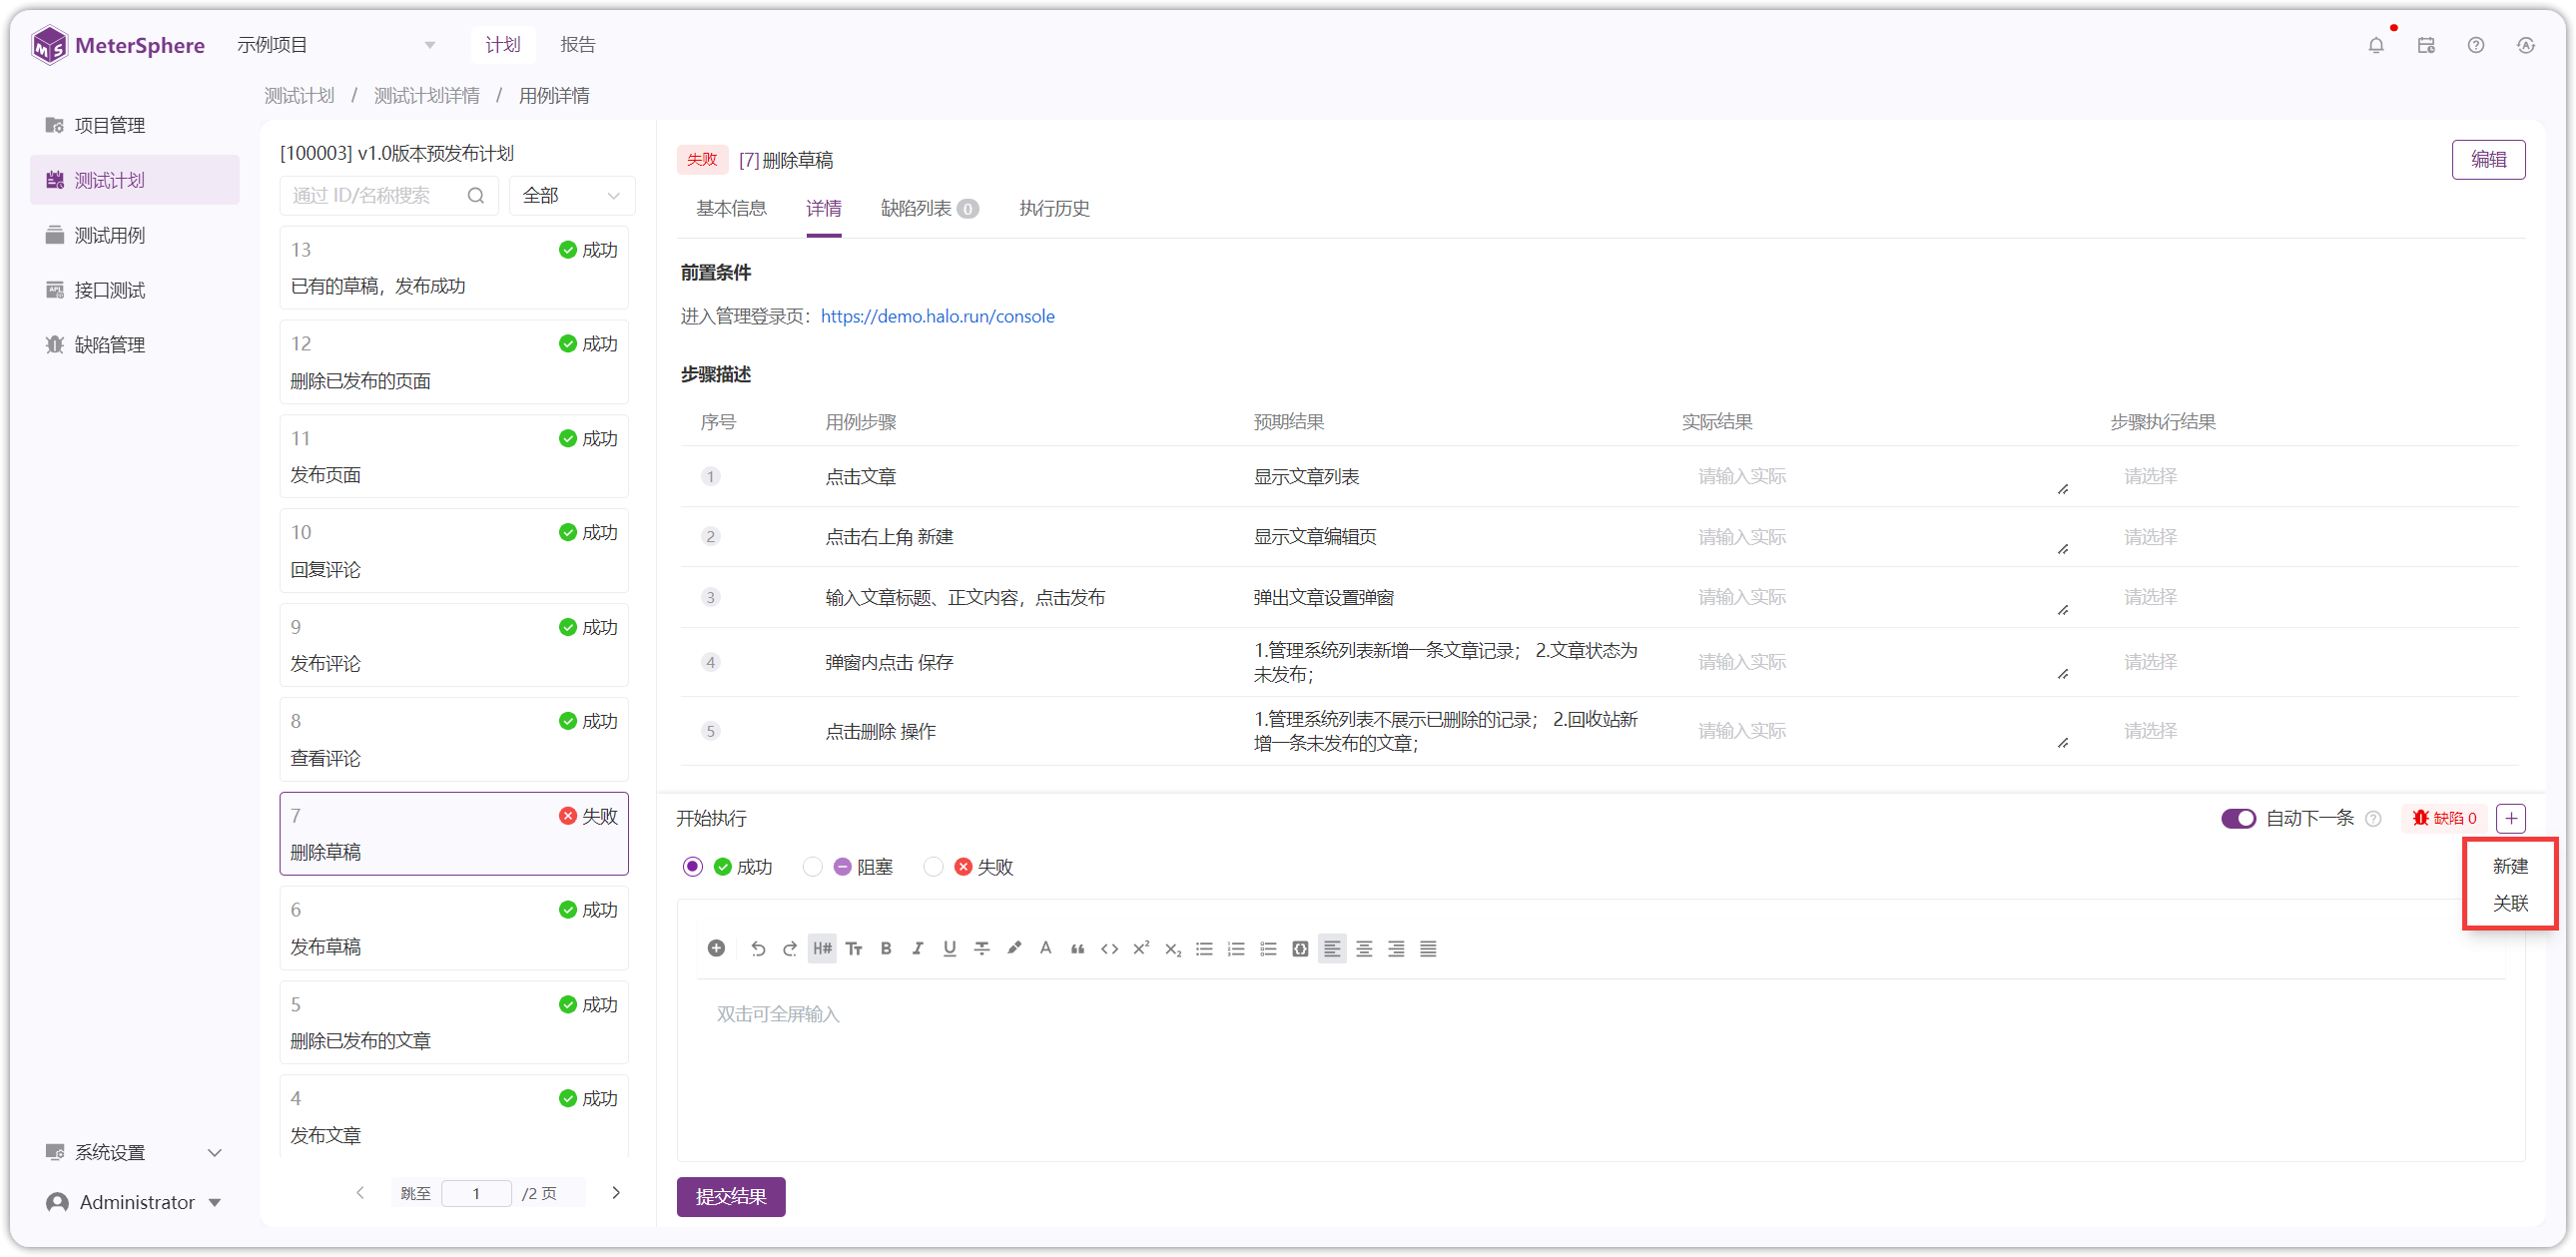 MeterSphere 示例项目 计划 报告
测试计划 / 测试计划详情 / 用例详情
项目管理
测试计划
测试用例
接口测试
缺陷管理
系统设置
Administrator
[100003] v1.0版本预发布计划
通过 ID/名称搜索 全部
13 成功
已有的草稿，发布成功
12 成功
删除已发布的页面
11 成功
发布页面
10 成功
回复评论
9 成功
发布评论
8 成功
查看评论
7 失败
删除草稿
6 成功
发布草稿
5 成功
删除已发布的文章
4 成功
发布文章
跳至 1 /2 页
失败 [7] 删除草稿 编辑
基本信息 详情 缺陷列表 0 执行历史
前置条件
进入管理登录页：https://demo.halo.run/console
步骤描述
序号 用例步骤 预期结果 实际结果 步骤执行结果
1 点击文章 显示文章列表 请输入实际 请选择
2 点击右上角 新建 显示文章编辑页 请输入实际 请选择
3 输入文章标题、正文内容，点击发布 弹出文章设置弹窗 请输入实际 请选择
4 弹窗内点击 保存 1.管理系统列表新增一条文章记录； 2.文章状态为 请输入实际 请选择
未发布；
5 点击删除 操作 1.管理系统列表不展示已删除的记录； 2.回收站新 请输入实际 请选择
增一条未发布的文章；
开始执行 自动下一条 缺陷 0
成功 阻塞 失败
新建
关联
双击可全屏输入
提交结果